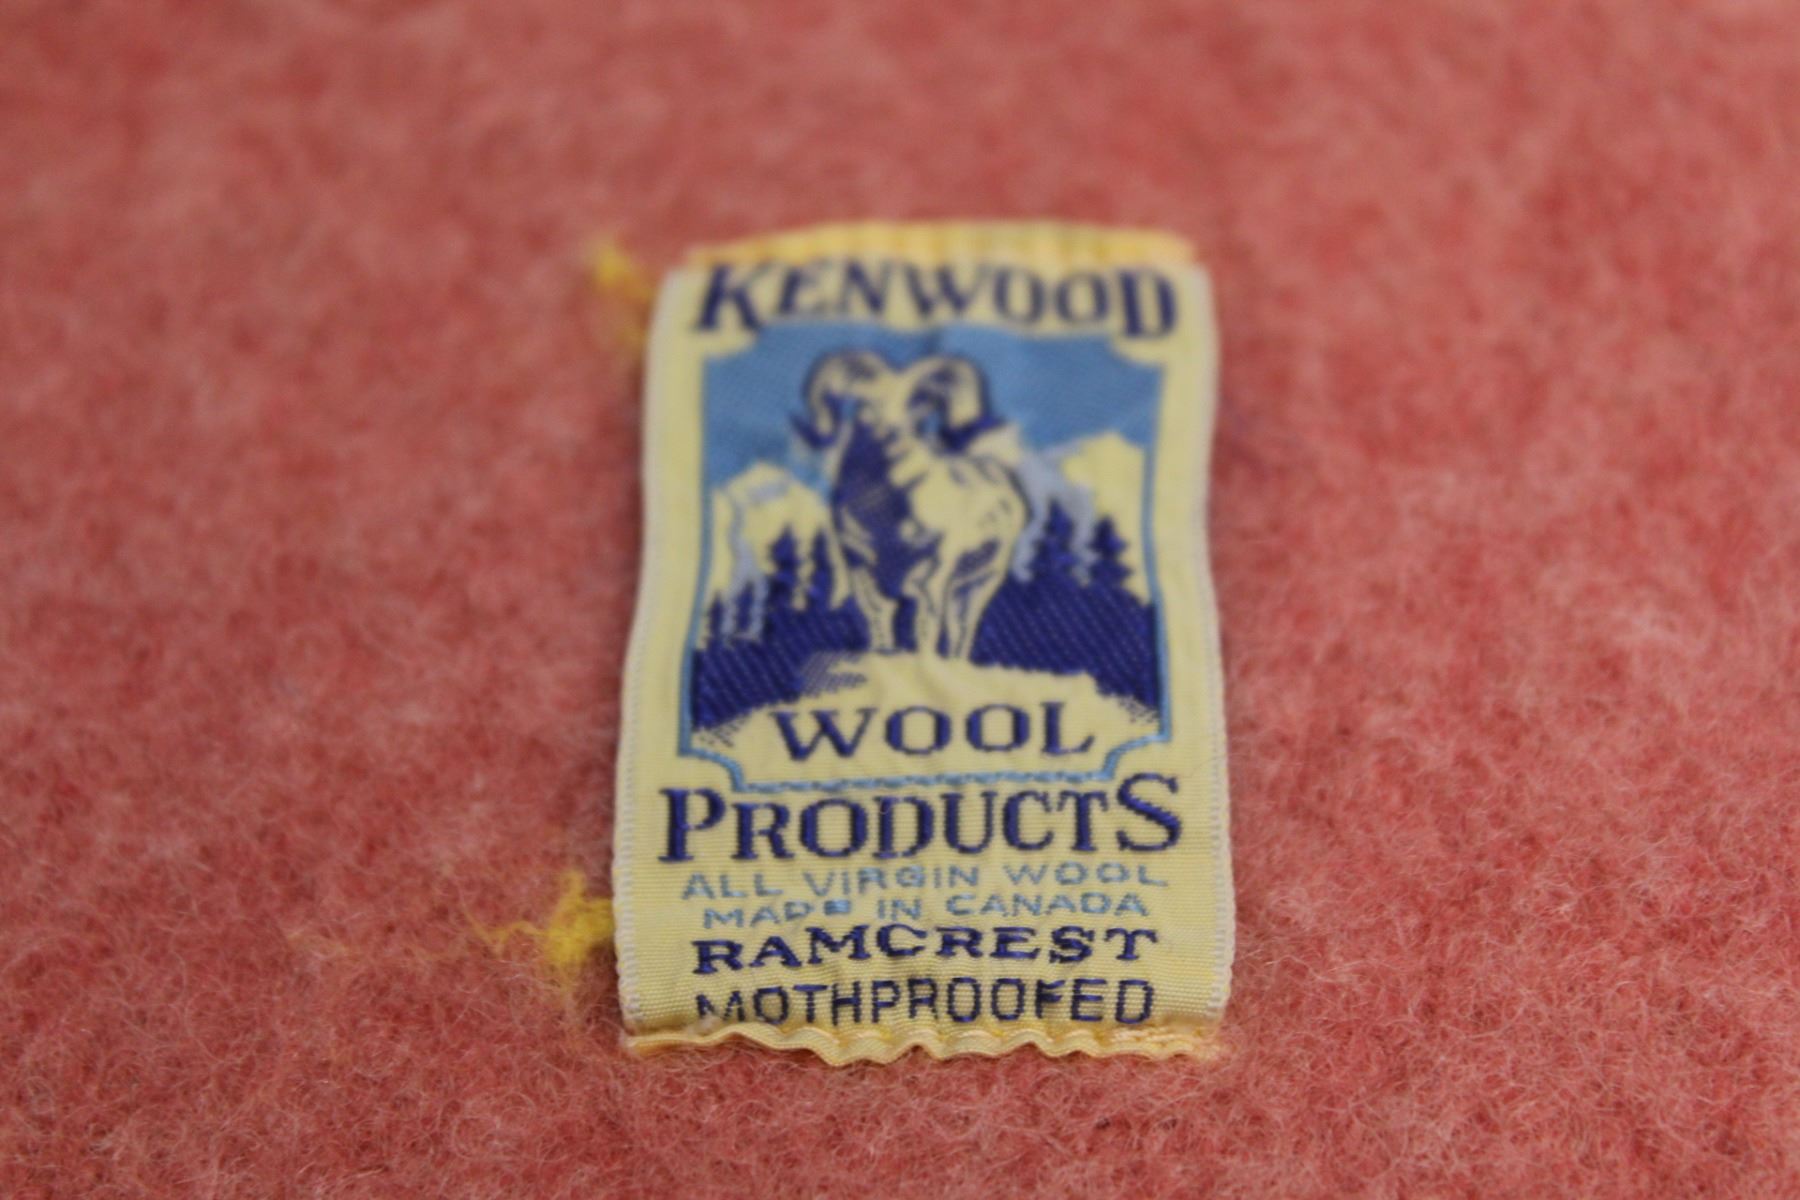 KENWOOD
WOOL
PRODUCTS
ALL VIRGIN WOOL
MADE IN CANADA
RAMCREST
MOTHPROOFED